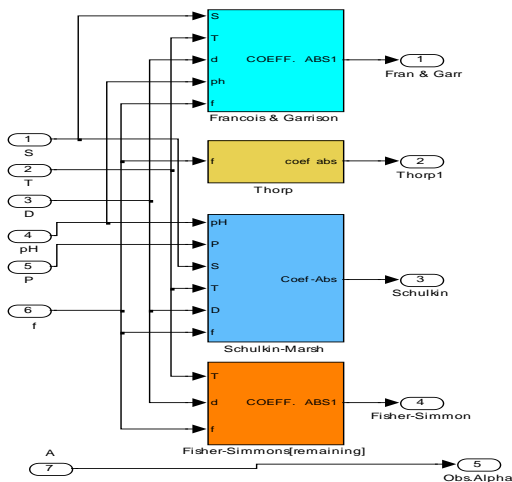 S
T
d
ph
f
COEFF. ABS1
Francois & Garrison
1
Fran & Garr
1
S
2
T
3
D
4
pH
5
P
6
f
f
coef abs
Thorp
2
Thorp1
pH
P
S
T
D
f
Coef-Abs
Schulkin-Marsh
3
Schulkin
T
d
f
COEFF. ABS1
Fisher-Simmons[remaining]
4
Fisher-Simmon
A
7
5
Obs.Alpha